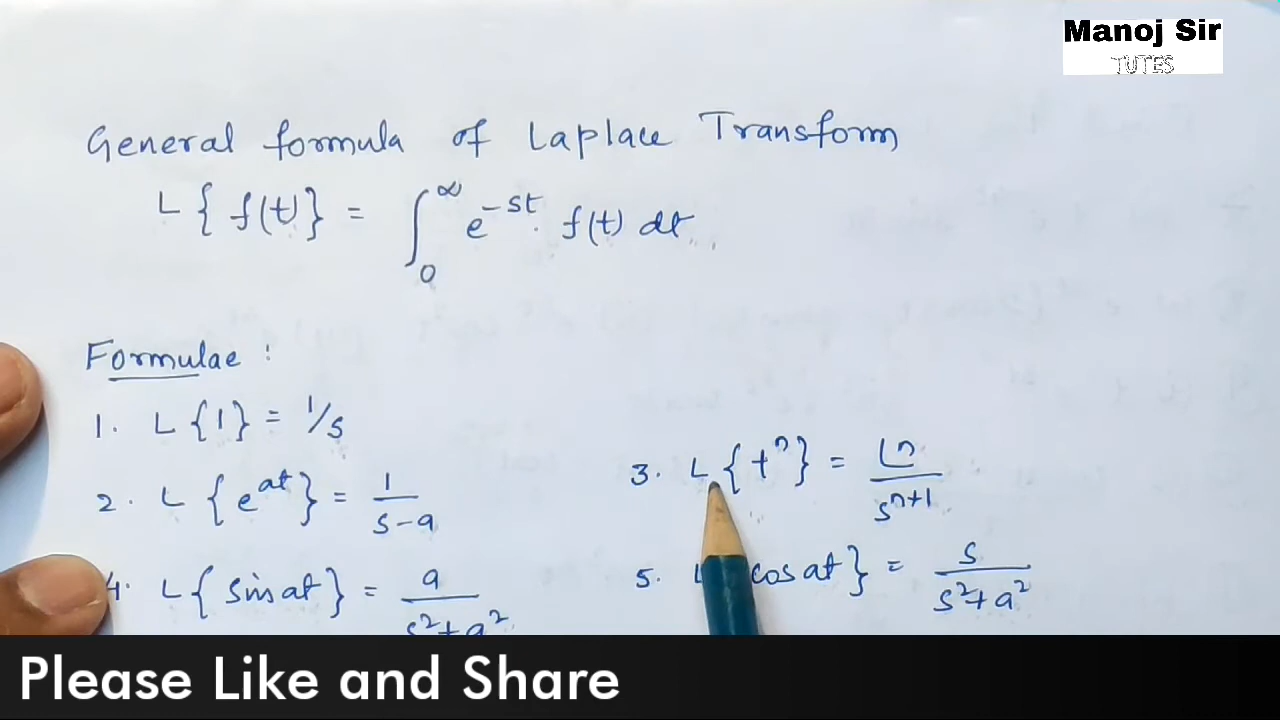 Manoj Sir
TUTES
General formula of Laplace Transform
L{f(t)} = ∫₀^∞ e^{-st}. f(t) dt
Formulae :
1. L{1} = 1/s
2. L{e^{at}} = 1/(s-a)
3. L{t^n} = ⌊n/s^{n+1}
4. L{sin at} = a/(s²+a²)
5. L cos at} = s/(s²+a²)
Please Like and Share